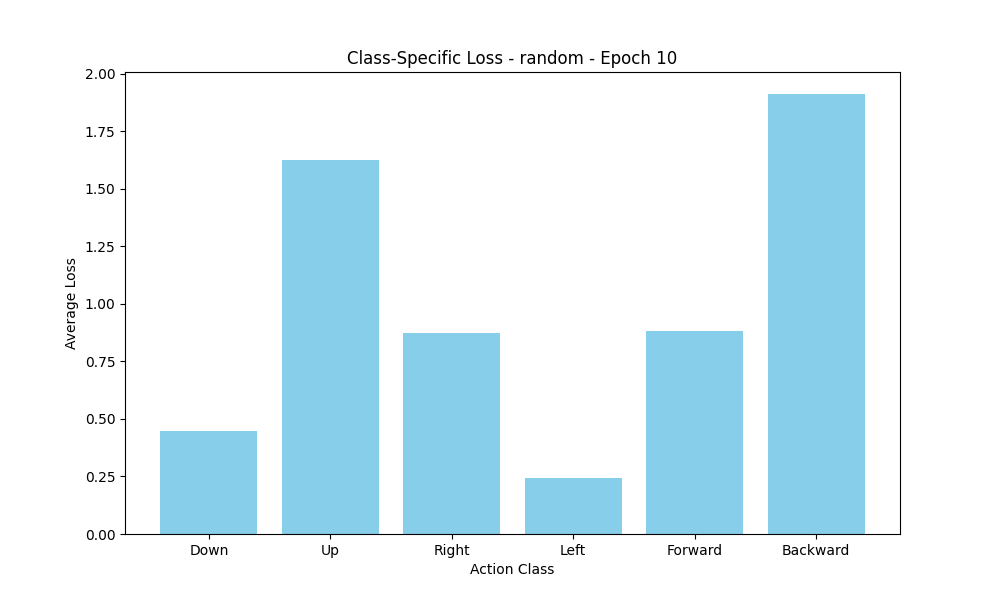 Class-Specific Loss - random - Epoch 10
2.00
1.75
1.50
1.25
1.00
0.75
0.50
0.25
0.00
Average Loss
Down Up Right Left Forward Backward
Action Class